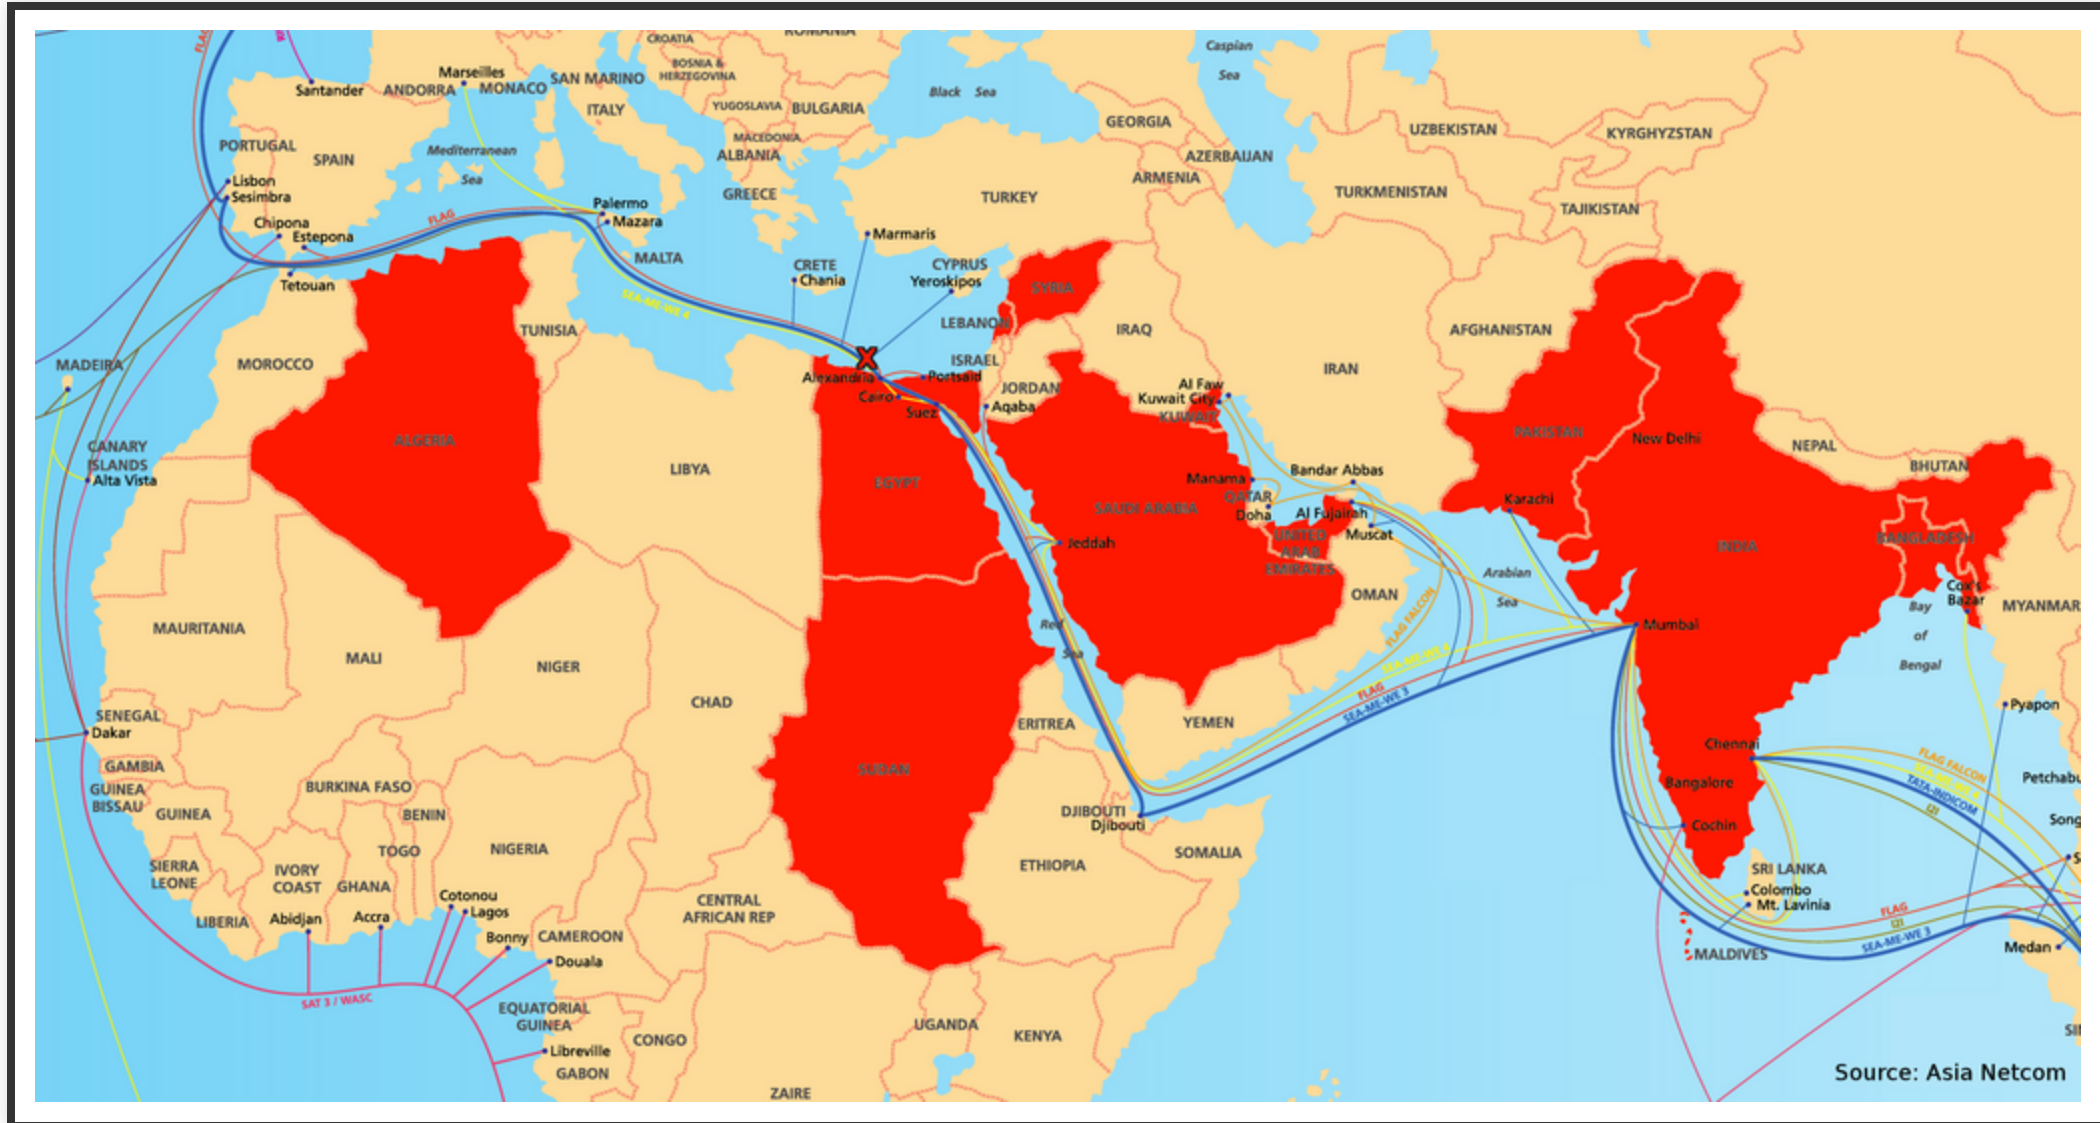 FLAG
CROATIA
ROMANIA
BOSNIA &
HERZEGOVINA
Caspian
Sea
Santander
ANDORRA
Marseilles
MONACO
SAN MARINO
ITALY
YUGOSLAVIA
BULGARIA
MACEDONIA
ALBANIA
GREECE
Black Sea
GEORGIA
ARMENIA
AZERBAIJAN
UZBEKISTAN
KYRGHYZSTAN
TURKMENISTAN
TAJIKISTAN
PORTUGAL
SPAIN
Mediterranean
Sea
Lisbon
Sesimbra
Chipona
Estepona
Tetouan
FLAG
Palermo
Mazara
MALTA
SEA-ME-WE 4
TURKEY
Marmaris
CRETE
Chania
CYPRUS
Yeroskipos
SYRIA
LEBANON
ISRAEL
JORDAN
Aqaba
IRAQ
IRAN
AFGHANISTAN
TUNISIA
MOROCCO
MADEIRA
CANARY
ISLANDS
Alta Vista
ALGERIA
LIBYA
X
Alexandria
Portsaid
Cairo
Suez
EGYPT
Al Faw
Kuwait City
KUWAIT
Manama
QATAR
Doha
Bandar Abbas
Al Fujairah
Muscat
UNITED
ARAB
EMIRATES
SAUDI ARABIA
Jeddah
OMAN
Arabian
Sea
PAKISTAN
Karachi
New Delhi
NEPAL
BHUTAN
INDIA
BANGLADESH
Cox's
Bazar
MYANMAR
Bay
of
Bengal
Mumbai
FLAG FALCON
SEA-ME-WE 4
FLAG
SEA-ME-WE 3
Red
Sea
MAURITANIA
MALI
NIGER
CHAD
SUDAN
ERITREA
YEMEN
DJIBOUTI
Djibouti
ETHIOPIA
SOMALIA
SENEGAL
Dakar
GAMBIA
GUINEA
BISSAU
GUINEA
SIERRA
LEONE
LIBERIA
IVORY
COAST
Abidjan
BURKINA FASO
GHANA
Accra
TOGO
BENIN
NIGERIA
Cotonou
Lagos
Bonny
CAMEROON
Douala
CENTRAL
AFRICAN REP
EQUATORIAL
GUINEA
Libreville
GABON
CONGO
ZAIRE
UGANDA
KENYA
SAT 3 / WASC
Chennai
Bangalore
Cochin
SRI LANKA
Colombo
Mt. Lavinia
MALDIVES
Pyapon
FLAG FALCON
TATA-INDICOM
I2I
Petchabu
Song
S
FLAG
I2I
SEA-ME-WE 3
Medan
SI
Source: Asia Netcom